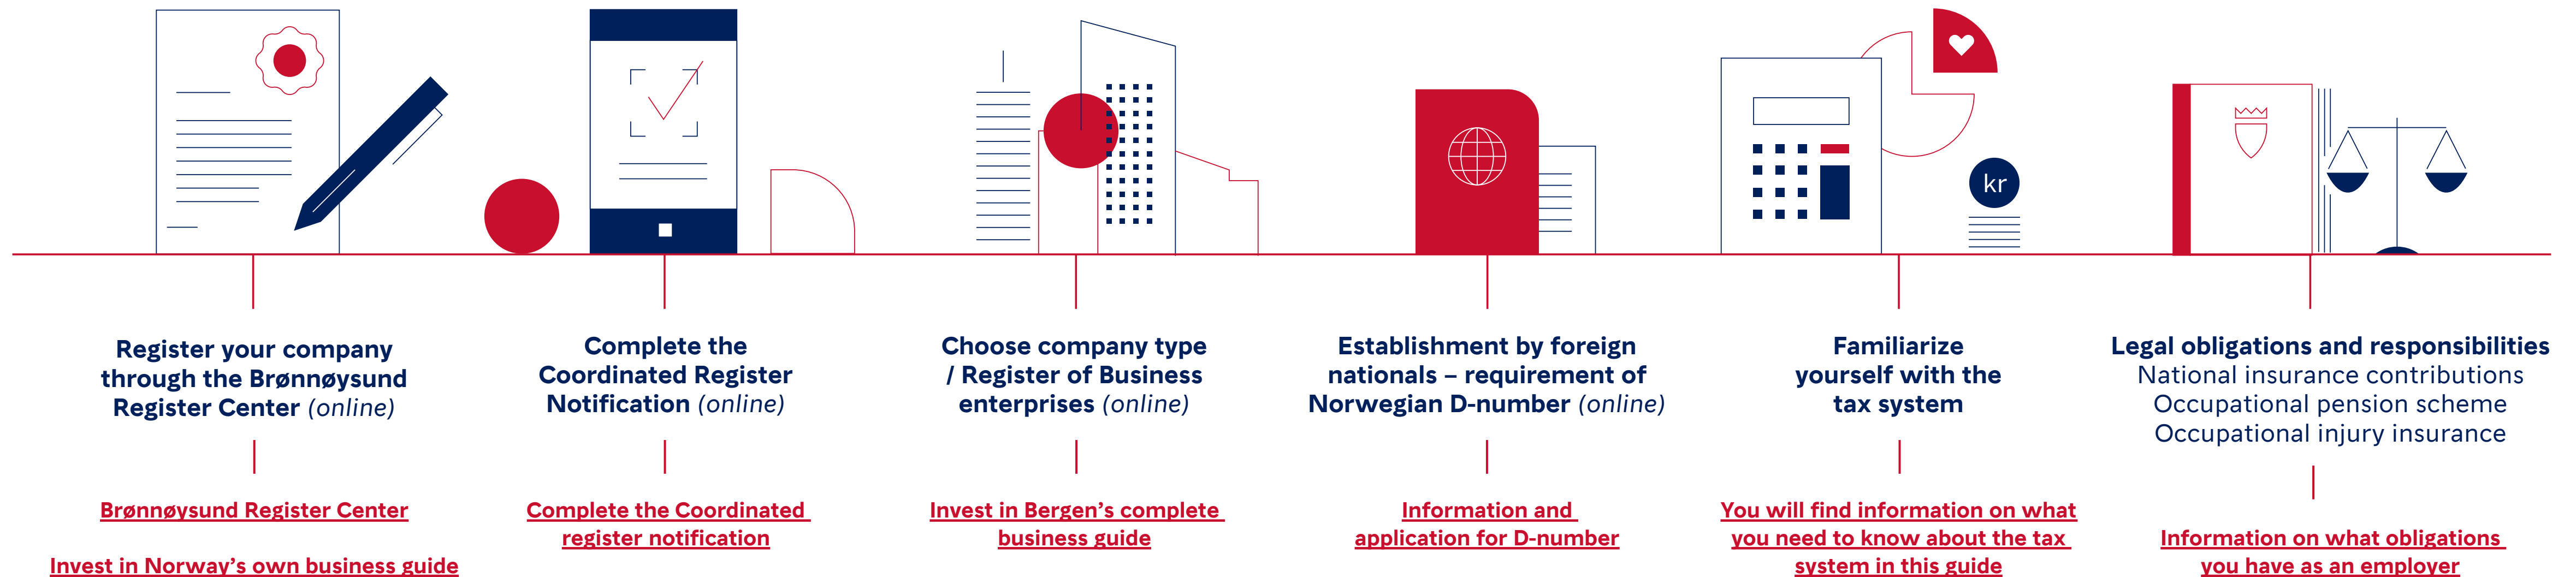 kr
Register your company
through the Brønnøysund
Register Center (online)
Brønnøysund Register Center
Invest in Norway's own business guide
Complete the
Coordinated Register
Notification (online)
Complete the Coordinated
register notification
Choose company type
/ Register of Business
enterprises (online)
Invest in Bergen's complete
business guide
Establishment by foreign
nationals – requirement of
Norwegian D-number (online)
Information and
application for D-number
Familiarize
yourself with the
tax system
You will find information on what
you need to know about the tax
system in this guide
Legal obligations and responsibilities
National insurance contributions
Occupational pension scheme
Occupational injury insurance
Information on what obligations
you have as an employer